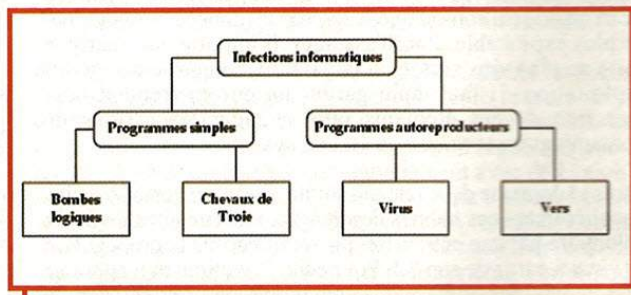 Infections informatiques
Programmes simples
Programmes autoreproducteurs
Bombes
logiques
Chevaux de
Troie
Virus
Vers